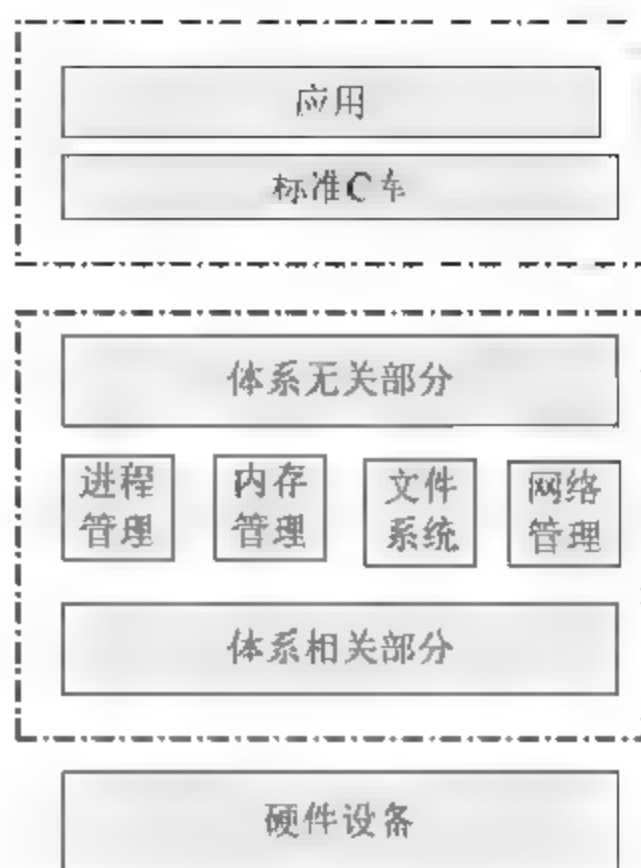 应用
标准C车
体系无关部分
进程
管理
内存
管理
文件
系统
网络
管理
体系相关部分
硬件设备